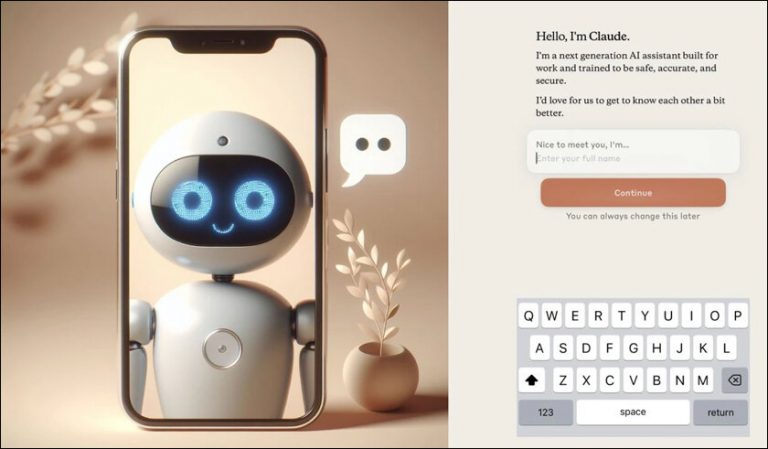 Hello, I'm Claude.
I'm a next generation AI assistant built for
work and trained to be safe, accurate, and
secure.
I'd love for us to get to know each other a bit
better.
Nice to meet you, I'm...
Enter your full name
Continue
You can always change this later
Q W E R T Y U I O P
A S D F G H J K L
Z X C V B N M
123 space return